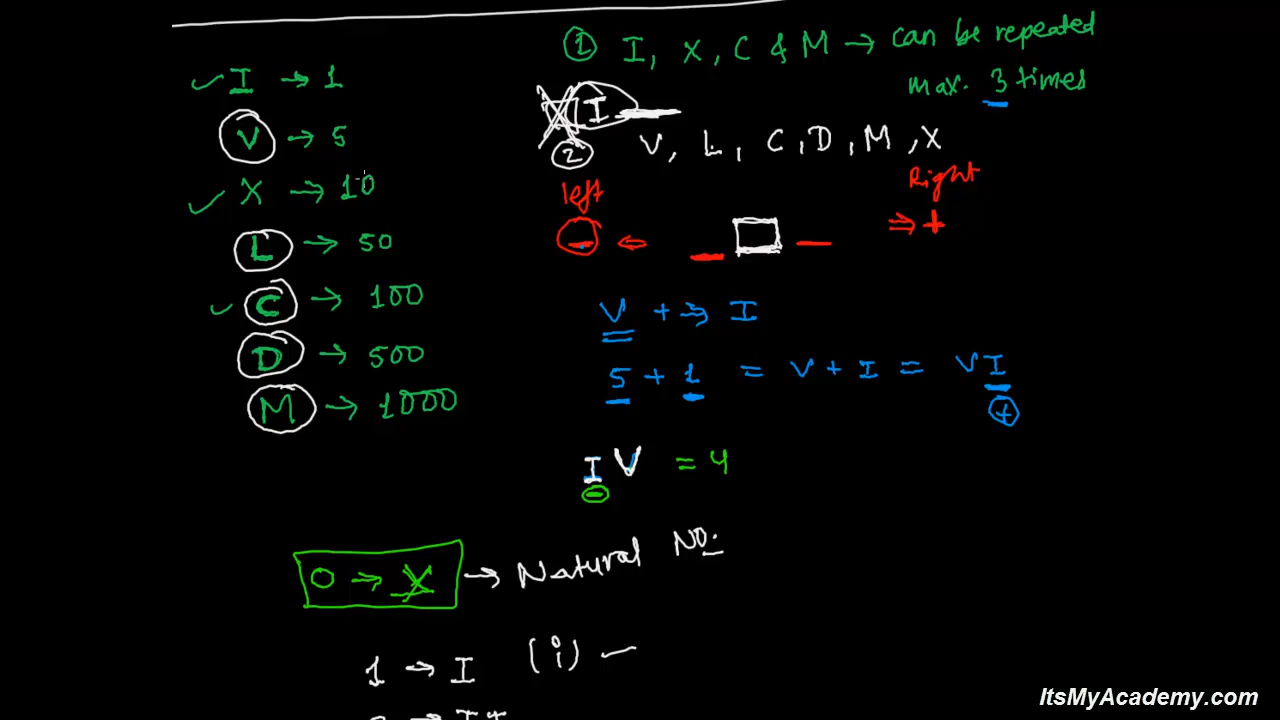 I → 1
V → 5
X → 10
L → 50
C → 100
D → 500
M → 1000
① I, X, C & M → can be repeated
max. 3 times
I
② V, L, C, D, M, X
left
Right
− ⇐ _ □ _ ⇒ +
V + → I
5 + 1 = V + I = VI
+
IV = 4
−
0 → X → Natural No.
1 → I (i)
ItsMyAcademy.com